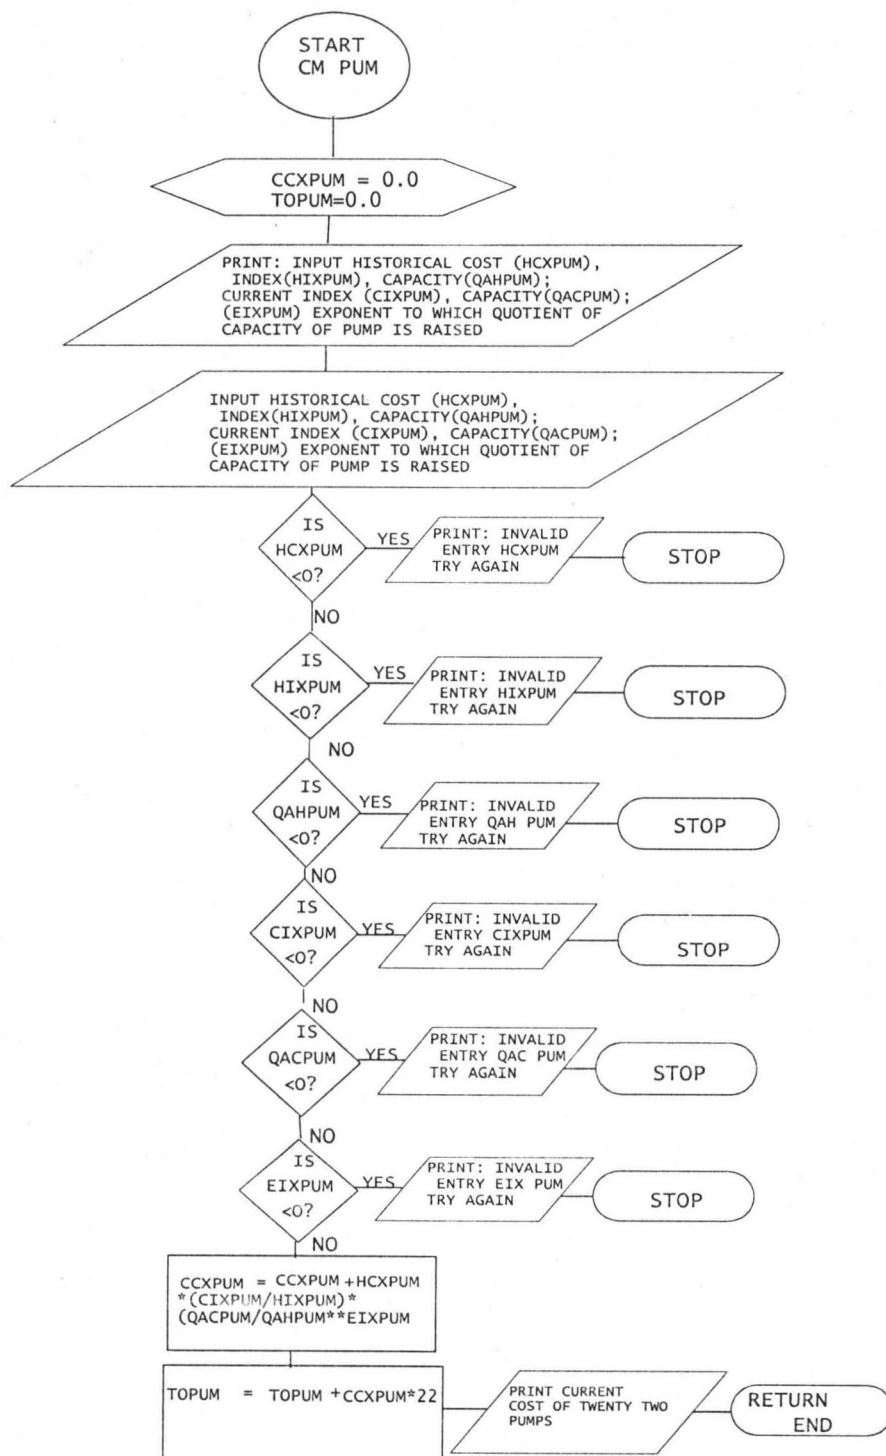 START
CM PUM
CCXPUM = 0.0
TOPUM=0.0
PRINT: INPUT HISTORICAL COST (HCXPUM),
INDEX(HIXPUM), CAPACITY(QAHPUM);
CURRENT INDEX (CIXPUM), CAPACITY(QACPUM);
(EIXPUM) EXPONENT TO WHICH QUOTIENT OF
CAPACITY OF PUMP IS RAISED
INPUT HISTORICAL COST (HCXPUM),
INDEX(HIXPUM), CAPACITY(QAHPUM);
CURRENT INDEX (CIXPUM), CAPACITY(QACPUM);
(EIXPUM) EXPONENT TO WHICH QUOTIENT OF
CAPACITY OF PUMP IS RAISED
IS
HCXPUM
<0?
YES
PRINT: INVALID
ENTRY HCXPUM
TRY AGAIN
STOP
NO
IS
HIXPUM
<0?
YES
PRINT: INVALID
ENTRY HIXPUM
TRY AGAIN
STOP
NO
IS
QAHPUM
<0?
YES
PRINT: INVALID
ENTRY QAH PUM
TRY AGAIN
STOP
NO
IS
CIXPUM
<0?
YES
PRINT: INVALID
ENTRY CIXPUM
TRY AGAIN
STOP
NO
IS
QACPUM
<0?
YES
PRINT: INVALID
ENTRY QAC PUM
TRY AGAIN
STOP
NO
IS
EIXPUM
<0?
YES
PRINT: INVALID
ENTRY EIX PUM
TRY AGAIN
STOP
NO
CCXPUM = CCXPUM +HCXPUM
*(CIXPUM/HIXPUM)*
(QACPUM/QAHPUM**EIXPUM
TOPUM = TOPUM +CCXPUM*22
PRINT CURRENT
COST OF TWENTY TWO
PUMPS
RETURN
END